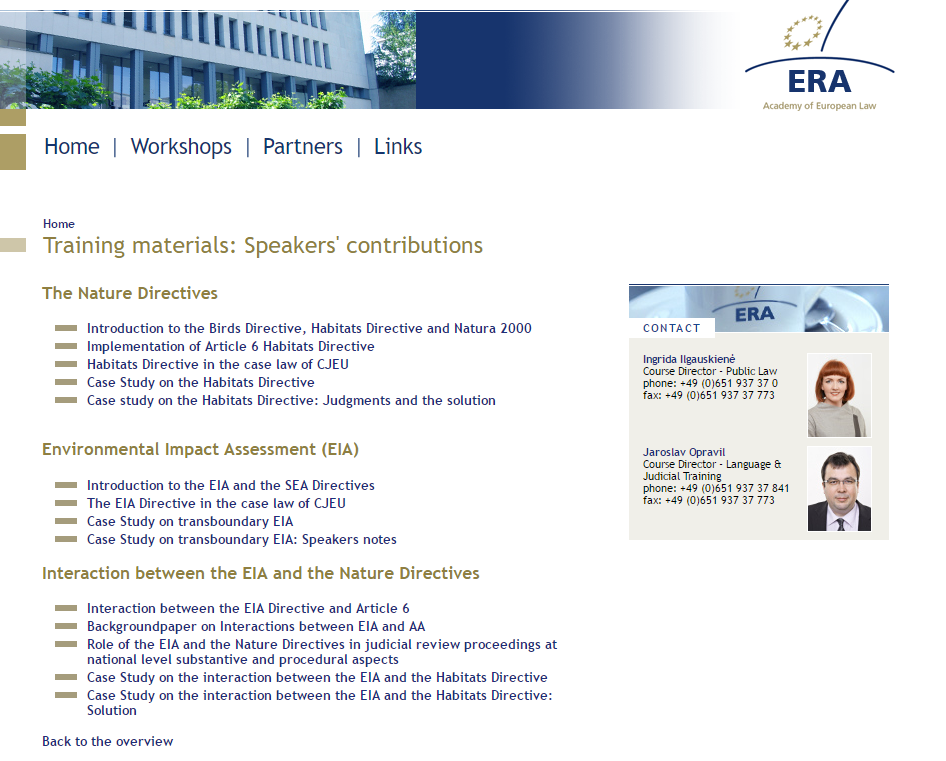 ERA
Academy of European Law
Home | Workshops | Partners | Links
Home
Training materials: Speakers' contributions
The Nature Directives
Introduction to the Birds Directive, Habitats Directive and Natura 2000
Implementation of Article 6 Habitats Directive
Habitats Directive in the case law of CJEU
Case Study on the Habitats Directive
Case study on the Habitats Directive: Judgments and the solution
Environmental Impact Assessment (EIA)
Introduction to the EIA and the SEA Directives
The EIA Directive in the case law of CJEU
Case Study on transboundary EIA
Case Study on transboundary EIA: Speakers notes
Interaction between the EIA and the Nature Directives
Interaction between the EIA Directive and Article 6
Backgroundpaper on Interactions between EIA and AA
Role of the EIA and the Nature Directives in judicial review proceedings at
national level substantive and procedural aspects
Case Study on the interaction between the EIA and the Habitats Directive
Case Study on the interaction between the EIA and the Habitats Directive:
Solution
Back to the overview
ERA
CONTACT
Ingrida Ilgauskienė
Course Director - Public Law
phone: +49 (0)651 937 37 0
fax: +49 (0)651 937 37 773
Jaroslav Opravil
Course Director - Language &
Judicial Training
phone: +49 (0)651 937 37 841
fax: +49 (0)651 937 37 773